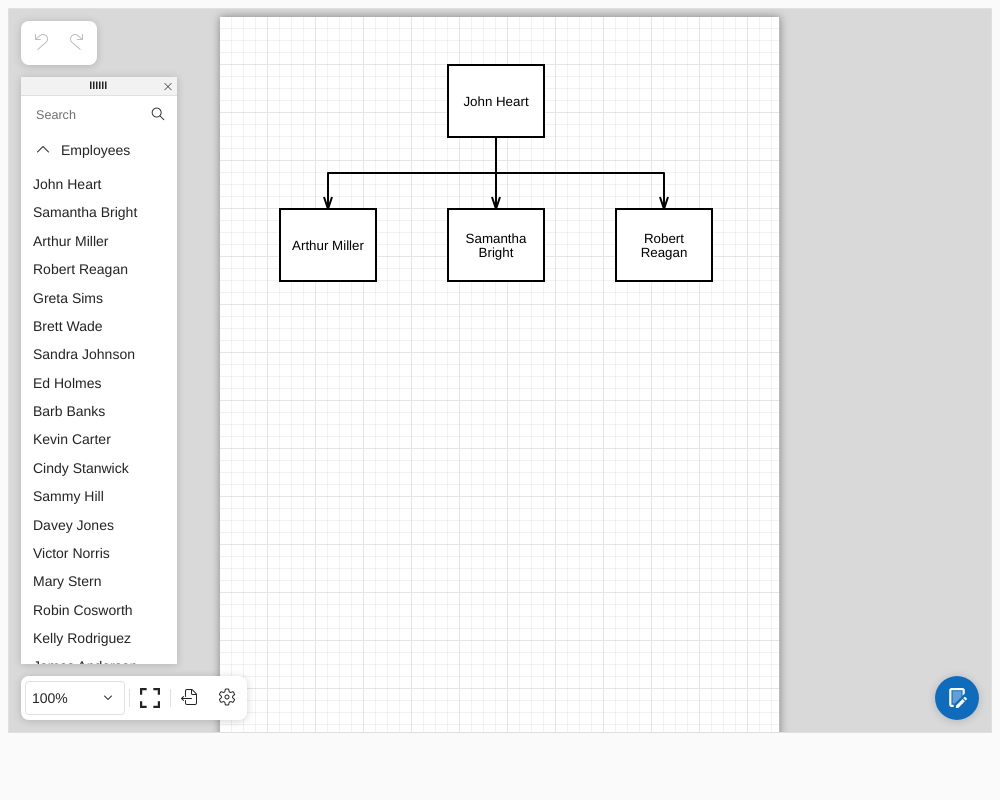 John Heart
Arthur Miller
Samantha
Bright
Robert
Reagan
Search
Employees
John Heart
Samantha Bright
Arthur Miller
Robert Reagan
Greta Sims
Brett Wade
Sandra Johnson
Ed Holmes
Barb Banks
Kevin Carter
Cindy Stanwick
Sammy Hill
Davey Jones
Victor Norris
Mary Stern
Robin Cosworth
Kelly Rodriguez
100%